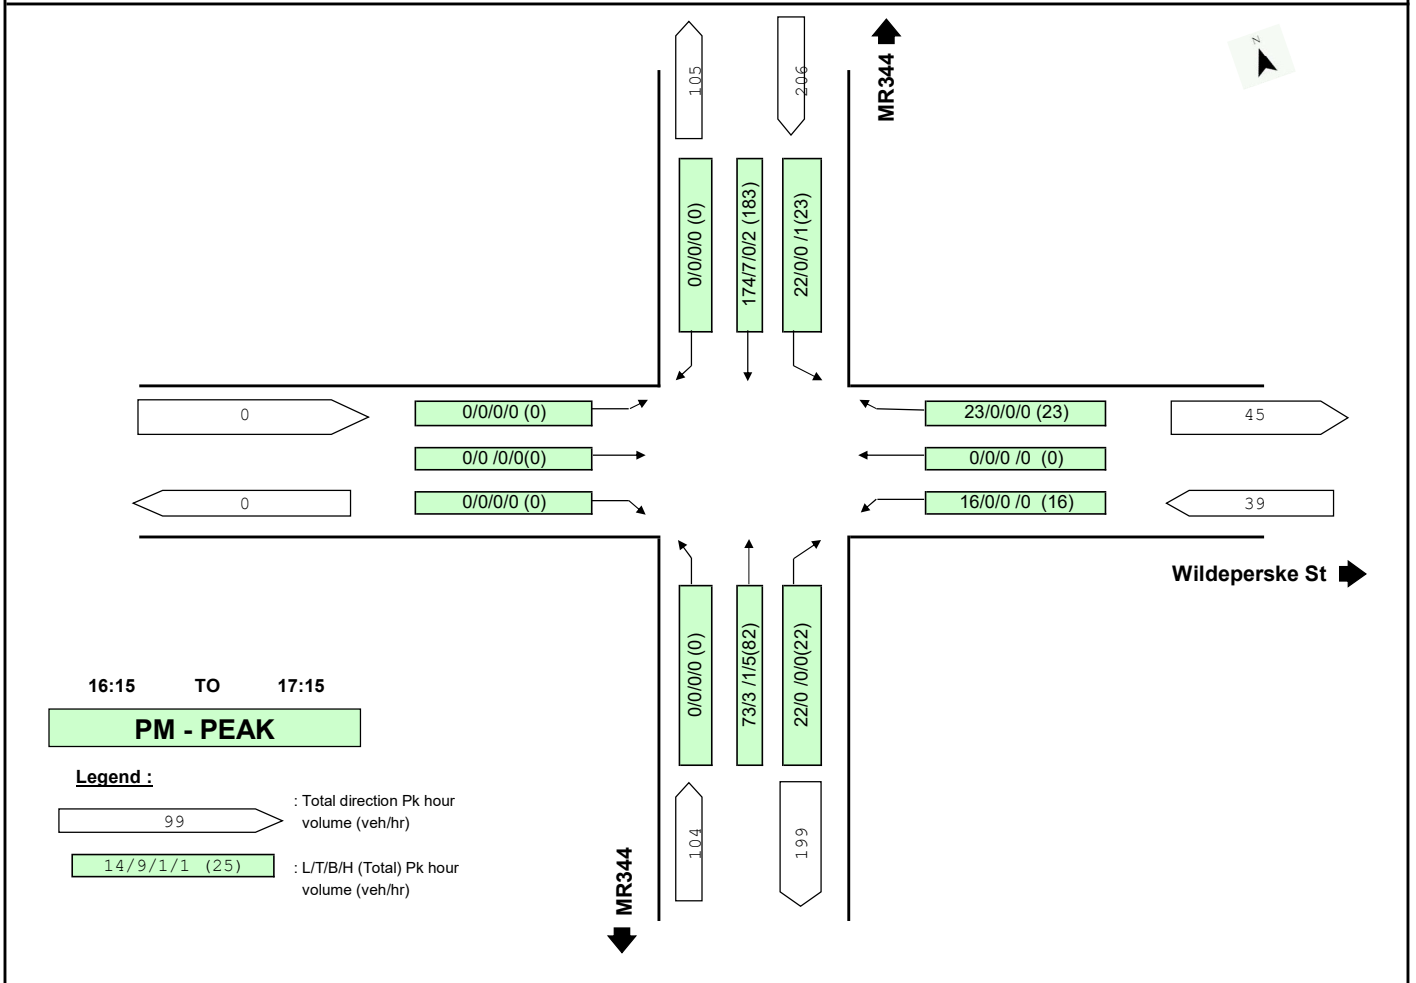 105
206
MR344
N
0/0/0/0 (0)
174/7/0/2 (183)
22/0/0 /1(23)
0
0/0/0/0 (0)
23/0/0/0 (23)
45
0/0 /0/0(0)
0/0/0 /0  (0)
0
0/0/0/0 (0)
16/0/0 /0  (16)
39
Wildeperske St
0/0/0/0 (0)
73/3 /1/5(82)
22/0 /0/0(22)
16:15 TO 17:15
PM - PEAK
Legend :
99
: Total direction Pk hour
volume (veh/hr)
14/9/1/1 (25)
: L/T/B/H (Total) Pk hour
volume (veh/hr)
104
199
MR344